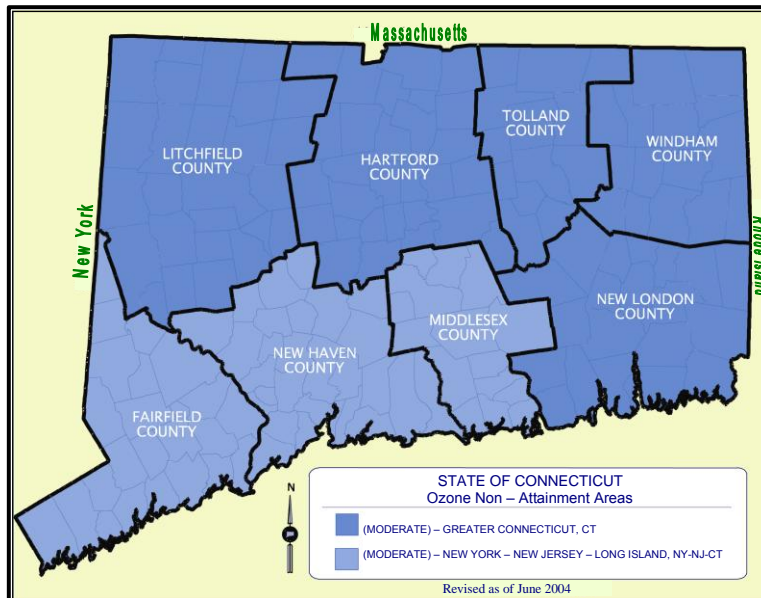 Massachusetts
TOLLAND
COUNTY
LITCHFIELD
COUNTY
HARTFORD
COUNTY
WINDHAM
COUNTY
New York
Rhode Island
NEW LONDON
COUNTY
MIDDLESEX
COUNTY
NEW HAVEN
COUNTY
FAIRFIELD
COUNTY
N
STATE OF CONNECTICUT
Ozone Non – Attainment Areas
(MODERATE) – GREATER CONNECTICUT, CT
(MODERATE) – NEW YORK – NEW JERSEY – LONG ISLAND, NY-NJ-CT
Revised as of June 2004